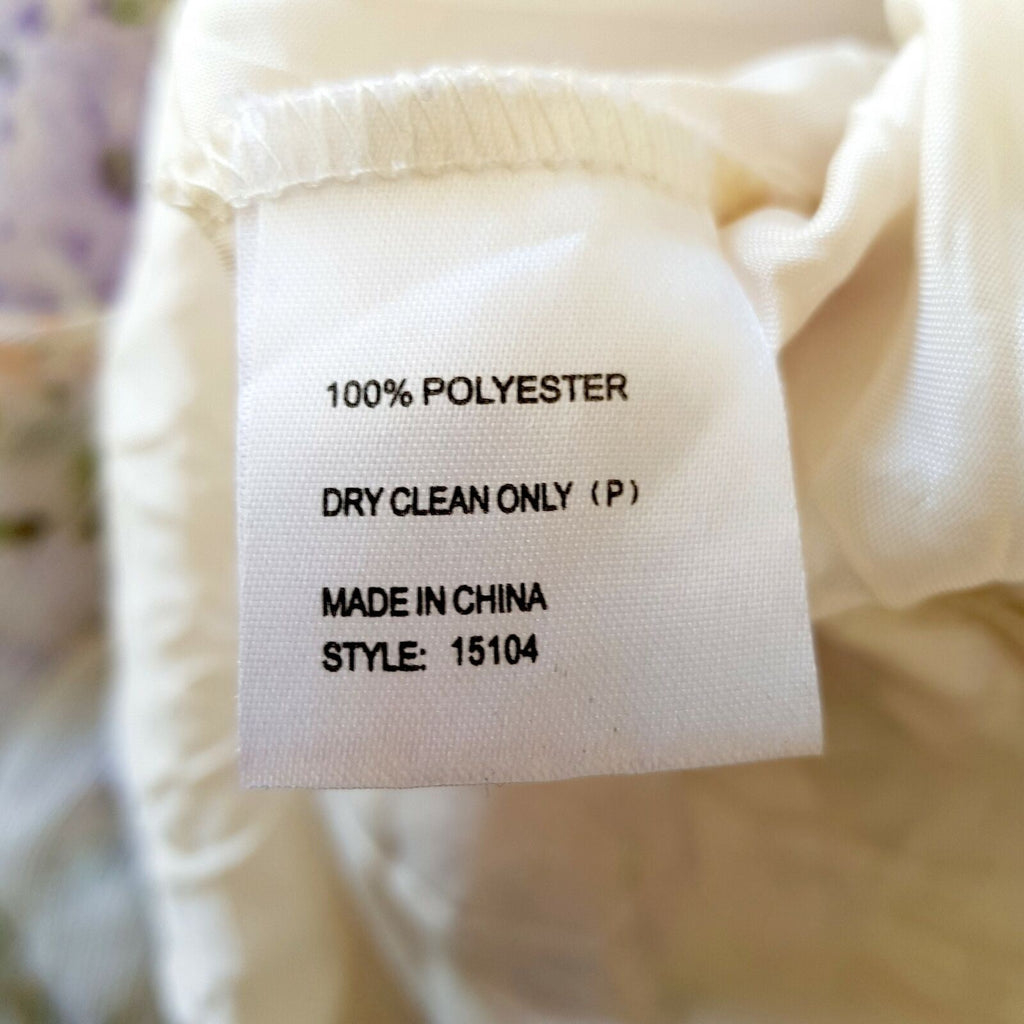 100% POLYESTER
DRY CLEAN ONLY (P)
MADE IN CHINA
STYLE: 15104